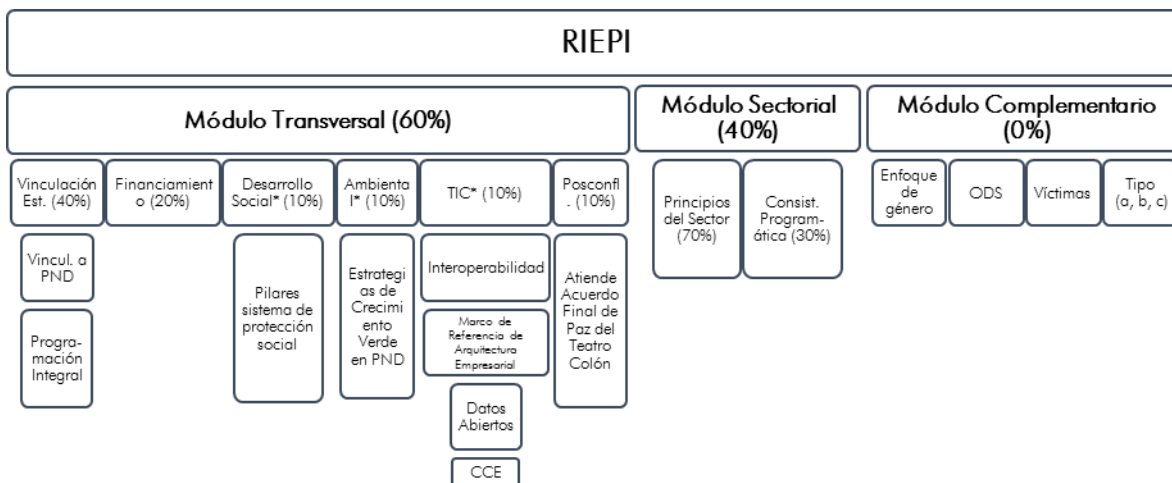 RIEPI
Módulo Transversal (60%)
Módulo Sectorial
(40%)
Módulo Complementario
(0%)
Vinculación
Est. (40%)
Financiamient
o (20%)
Desarrollo
Social* (10%)
Ambienta
l* (10%)
TIC* (10%)
Posconfl
. (10%)
Principios
del Sector
(70%)
Consist.
Program-
ática (30%)
Enfoque
de
género
ODS
Víctimas
Tipo
(a, b, c)
Vincul. a
PND
Progra-
mación
Integral
Pilares
sistema de
protección
social
Estrategi
as de
Crecimi
ento
Verde
en PND
Interoperabilidad
Marco de
Referencia de
Arquitectura
Empresarial
Datos
Abiertos
CCE
Atiende
Acuerdo
Final de
Paz del
Teatro
Colón